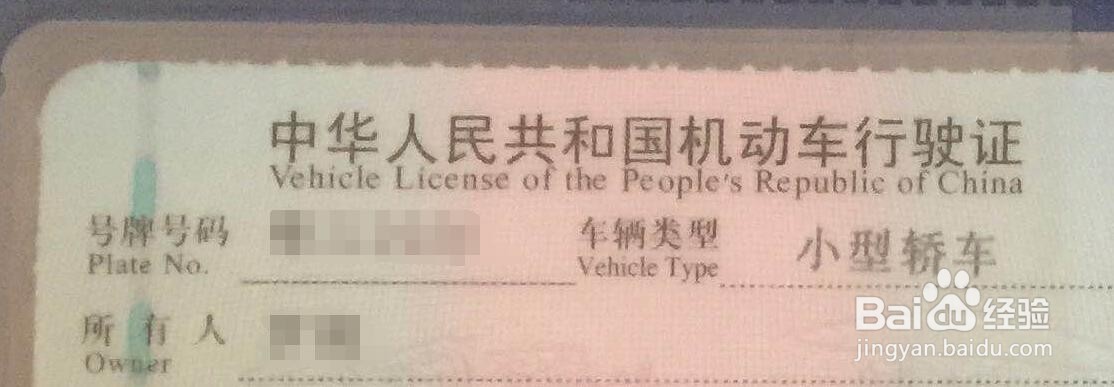 中华人民共和国机动车行驶证
Vehicle License of the People's Republic of China
号牌号码 车辆类型 小型轿车
Plate No. Vehicle Type
所有人
Owner
Bai经验
jingyan.baidu.com